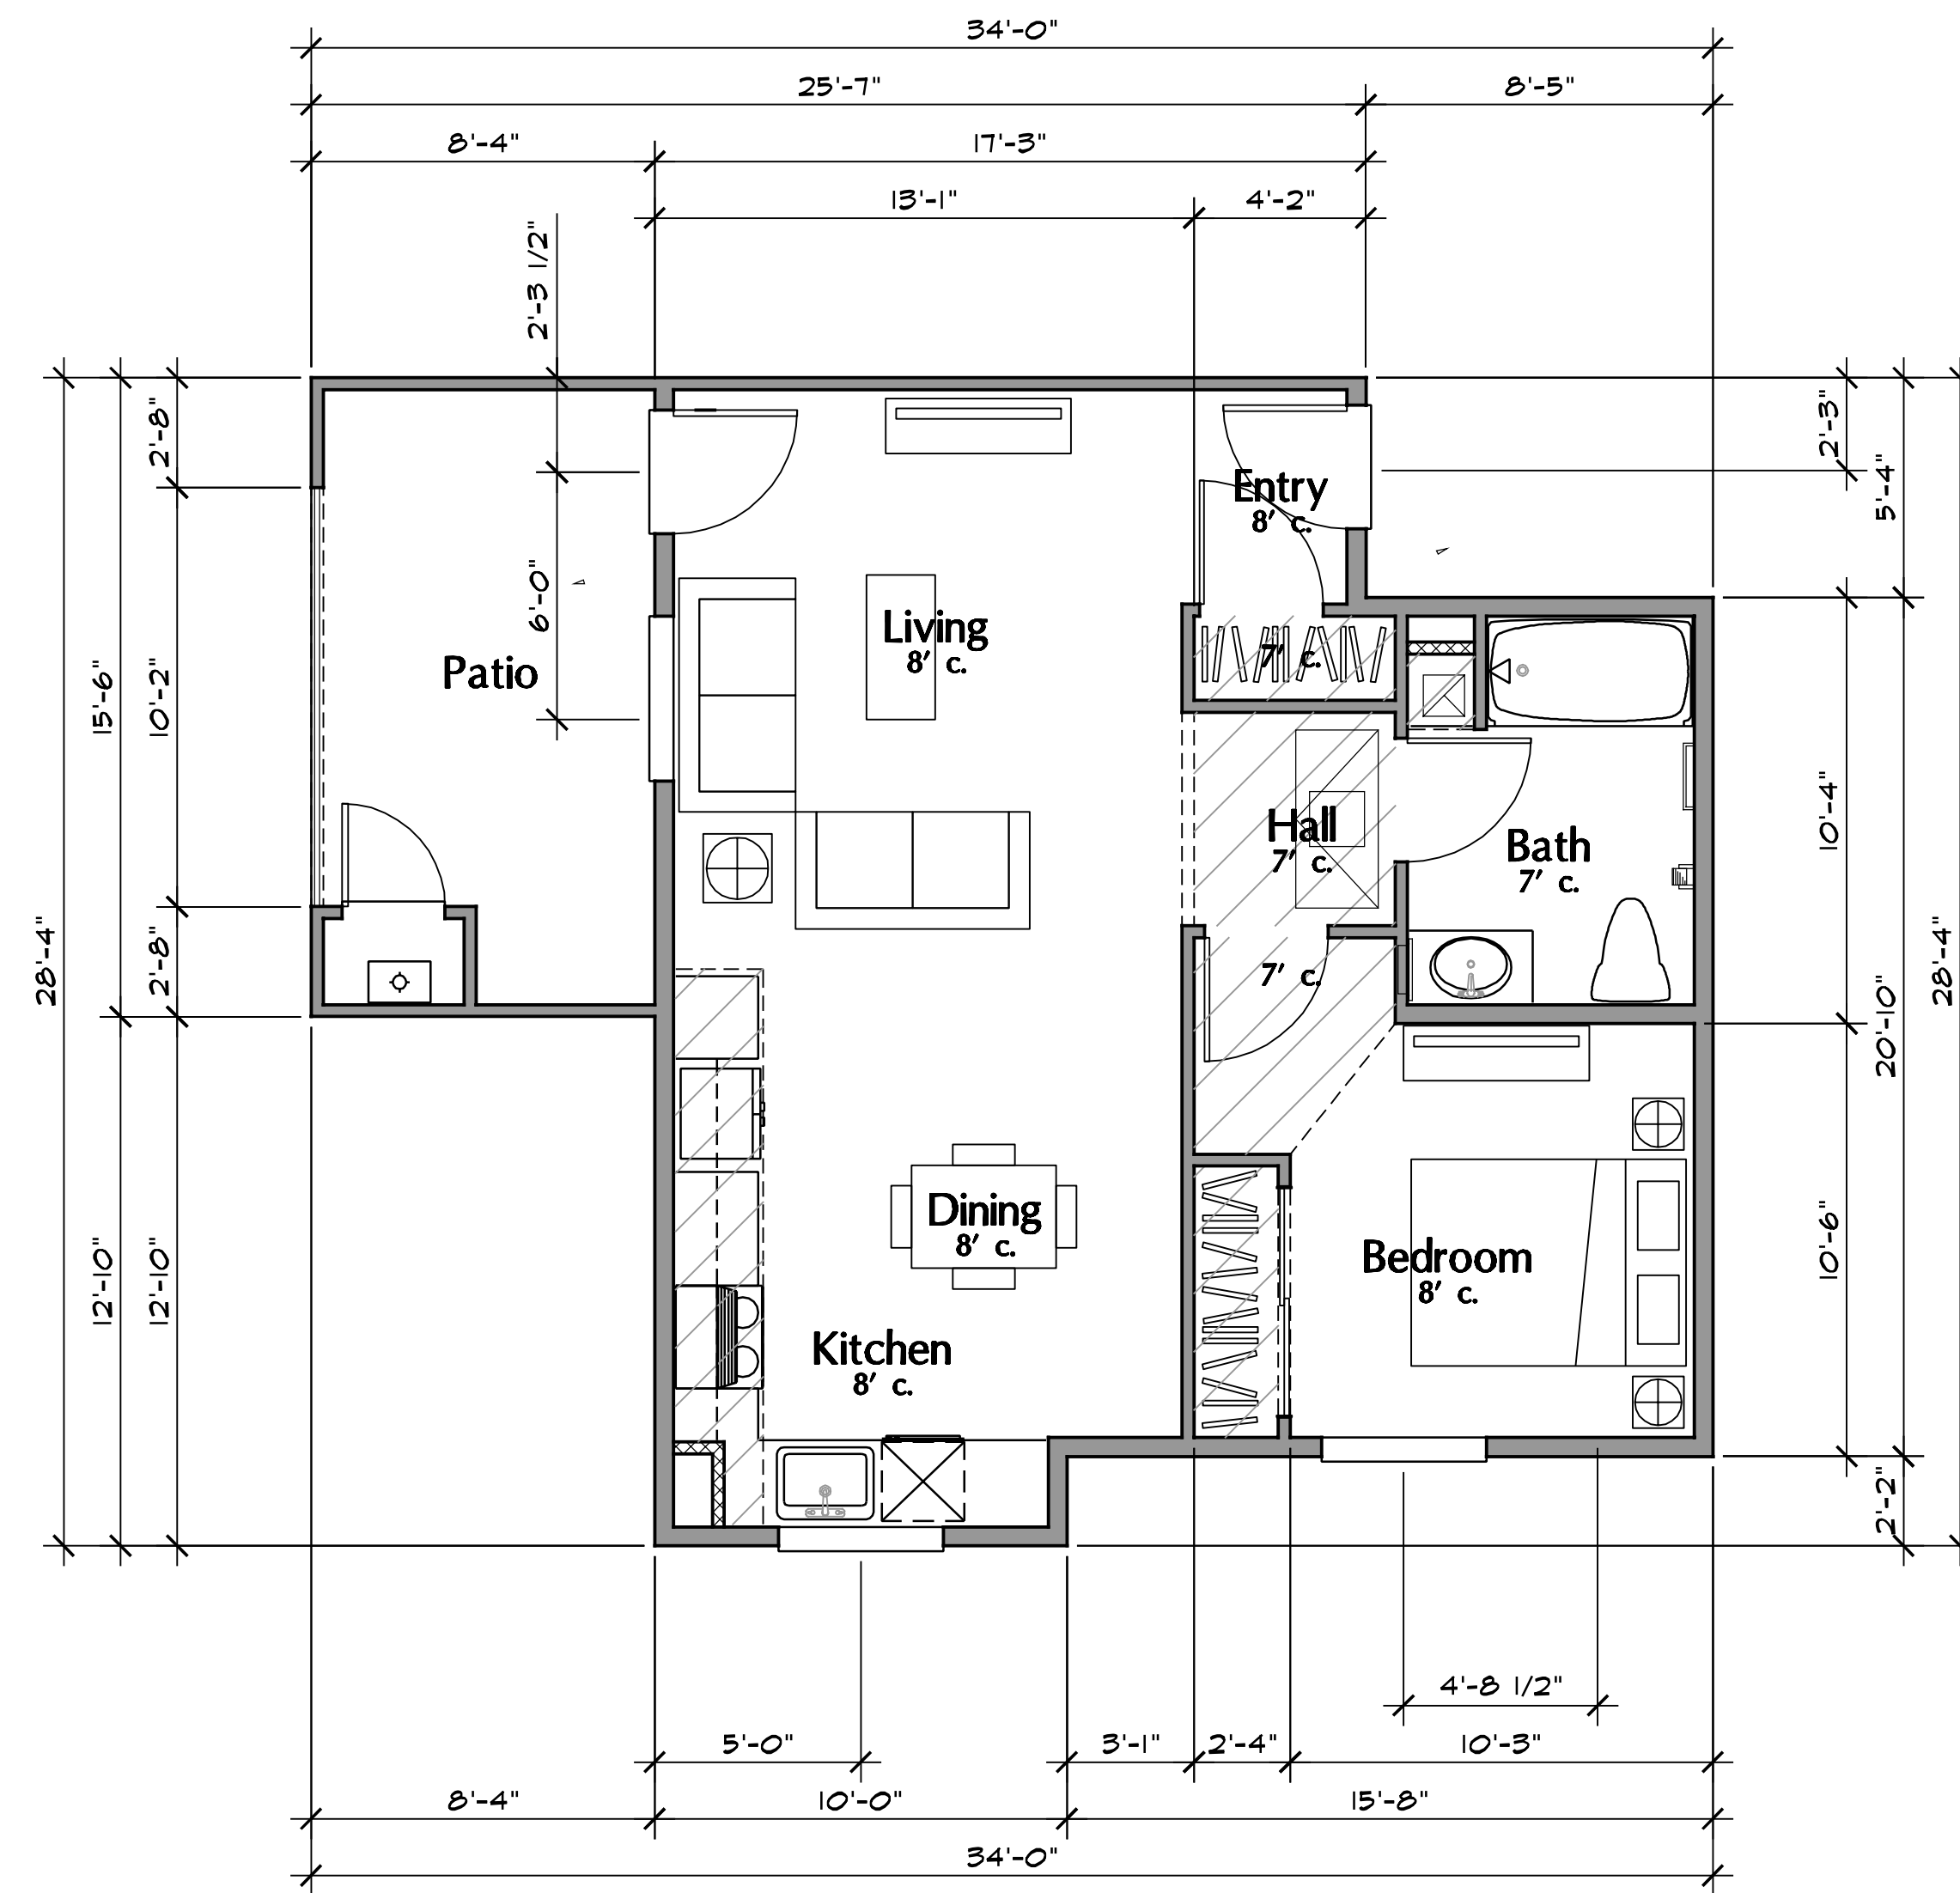 34'-0"
25'-7"
8'-5"
8'-4"
17'-3"
13'-1"
4'-2"
2'-3 1/2"
2'-8"
2'-3"
5'-4"
Entry
8' c.
6'-0"
Living
8' c.
Patio
7' c.
15'-6"
10'-2"
Hall
7' c.
Bath
7' c.
10'-4"
28'-4"
2'-8"
7' c.
20'-10"
28'-4"
Dining
8' c.
Bedroom
8' c.
10'-6"
12'-10"
12'-10"
Kitchen
8' c.
2'-2"
4'-8 1/2"
5'-0"
3'-1"
2'-4"
10'-3"
8'-4"
10'-0"
15'-8"
34'-0"